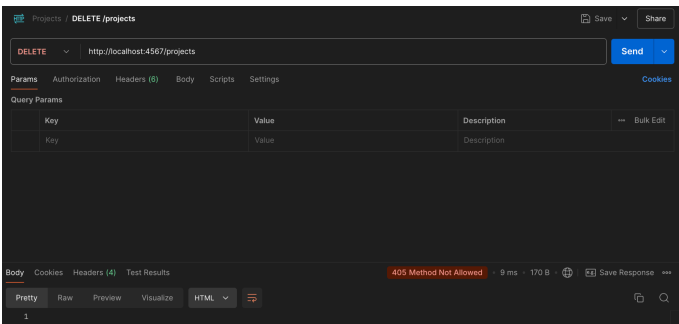 HTTP Projects / DELETE /projects Save Share
DELETE http://localhost:4567/projects Send
Params Authorization Headers (6) Body Scripts Settings Cookies
Query Params
Key Value Description Bulk Edit
Key Value Description
Body Cookies Headers (4) Test Results 405 Method Not Allowed 9 ms 170 B Save Response
Pretty Raw Preview Visualize HTML
1